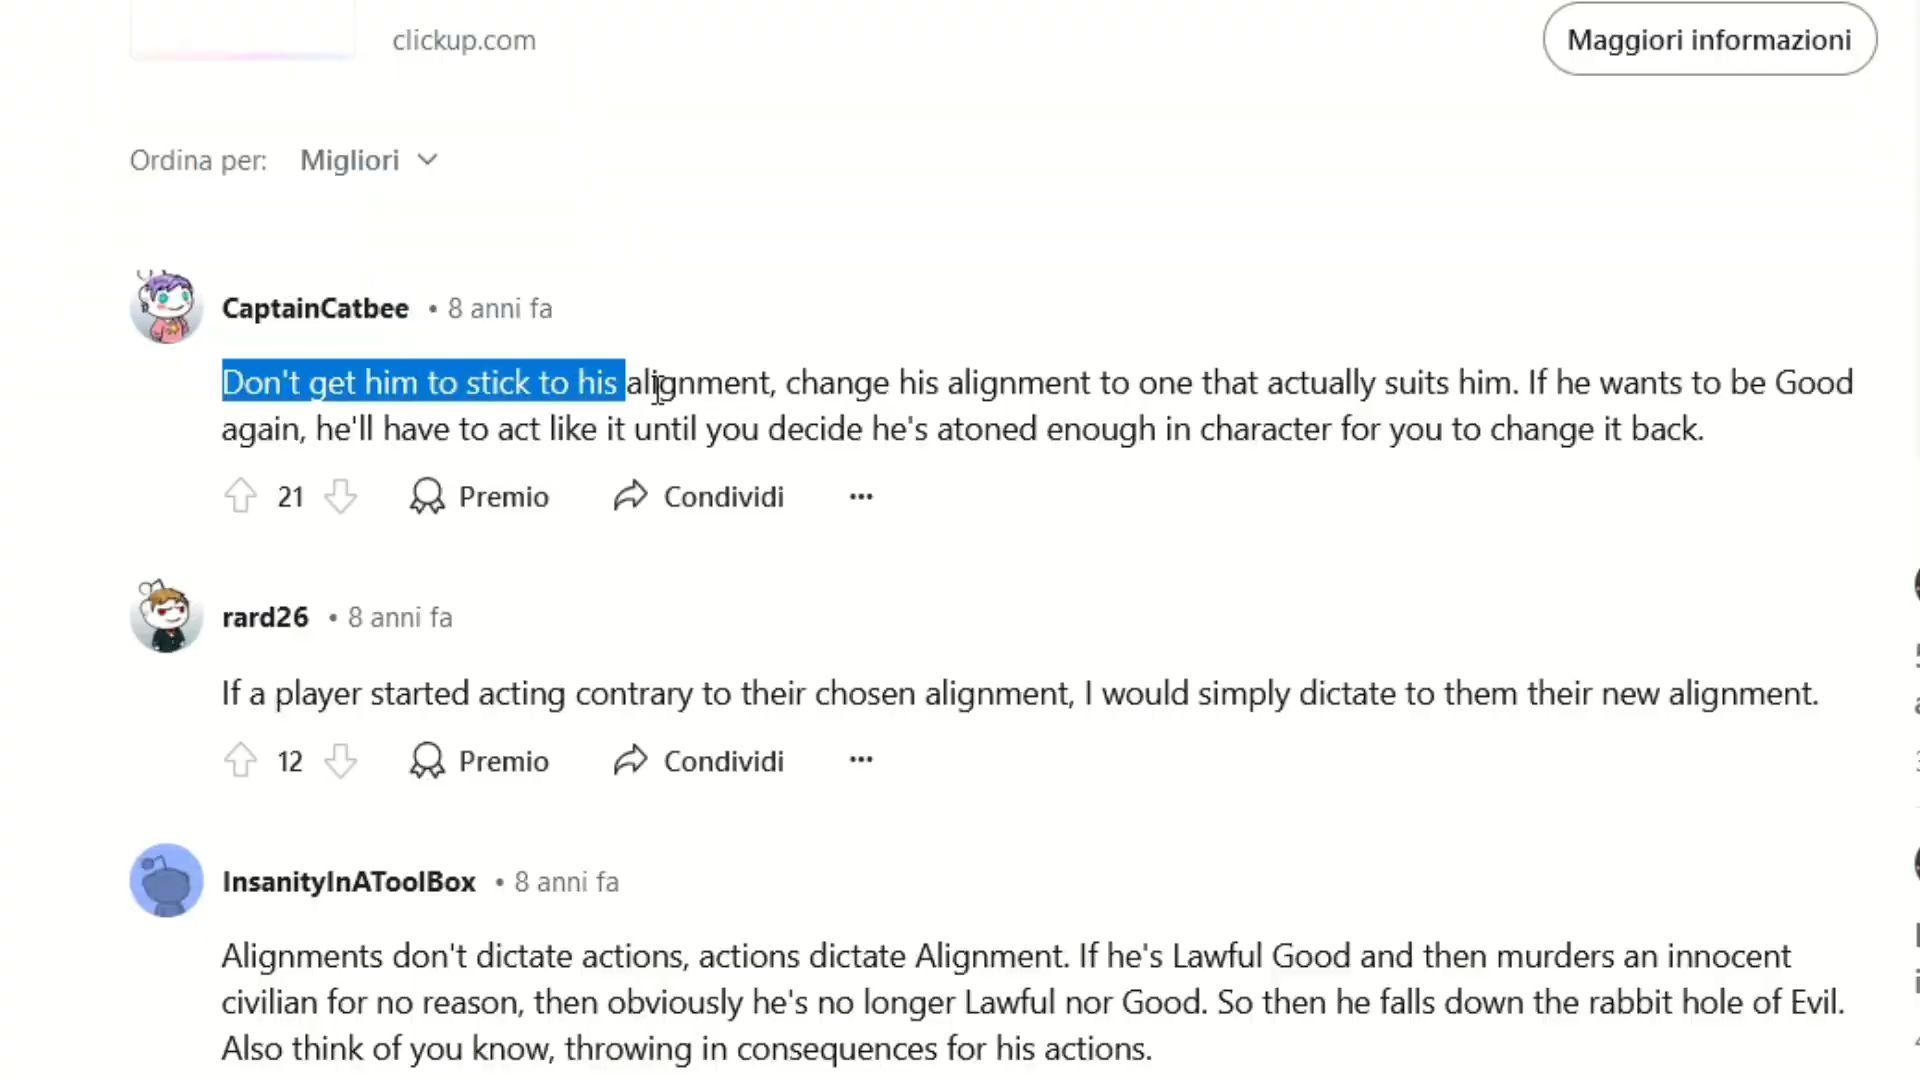 clickup.com
Maggiori informazioni
Ordina per: Migliori
CaptainCatbee • 8 anni fa
Don't get him to stick to his alignment, change his alignment to one that actually suits him. If he wants to be Good
again, he'll have to act like it until you decide he's atoned enough in character for you to change it back.
21 Premio Condividi ...
rard26 • 8 anni fa
If a player started acting contrary to their chosen alignment, I would simply dictate to them their new alignment.
12 Premio Condividi ...
InsanityInAToolBox • 8 anni fa
Alignments don't dictate actions, actions dictate Alignment. If he's Lawful Good and then murders an innocent
civilian for no reason, then obviously he's no longer Lawful nor Good. So then he falls down the rabbit hole of Evil.
Also think of you know, throwing in consequences for his actions.